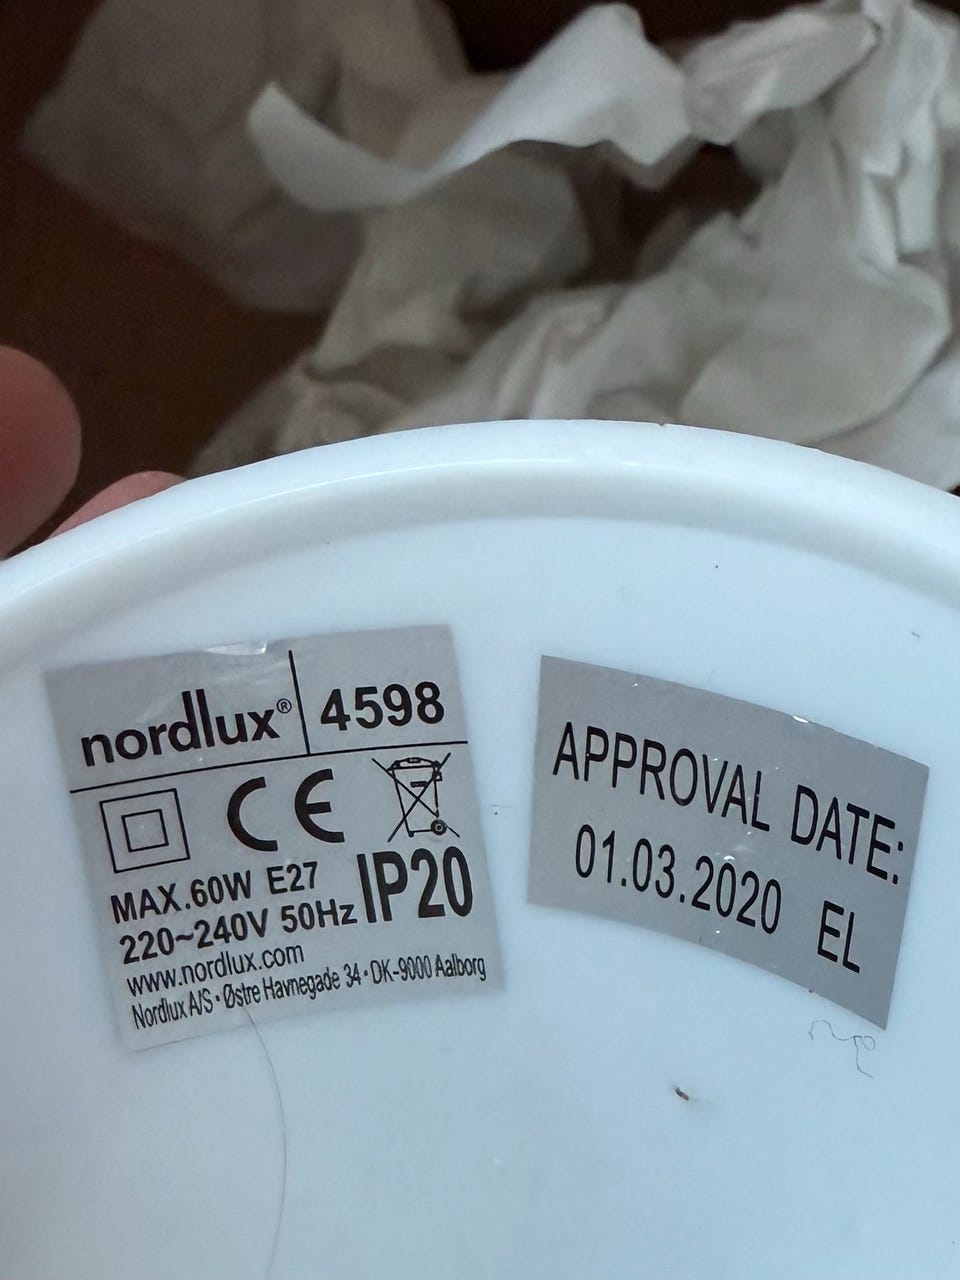 nordlux® 4598
CE
MAX.60W E27
220~240V 50Hz IP20
www.nordlux.com
Nordlux A/S · Østre Havnegade 34 · DK-9000 Aalborg
APPROVAL DATE:
01.03.2020 EL